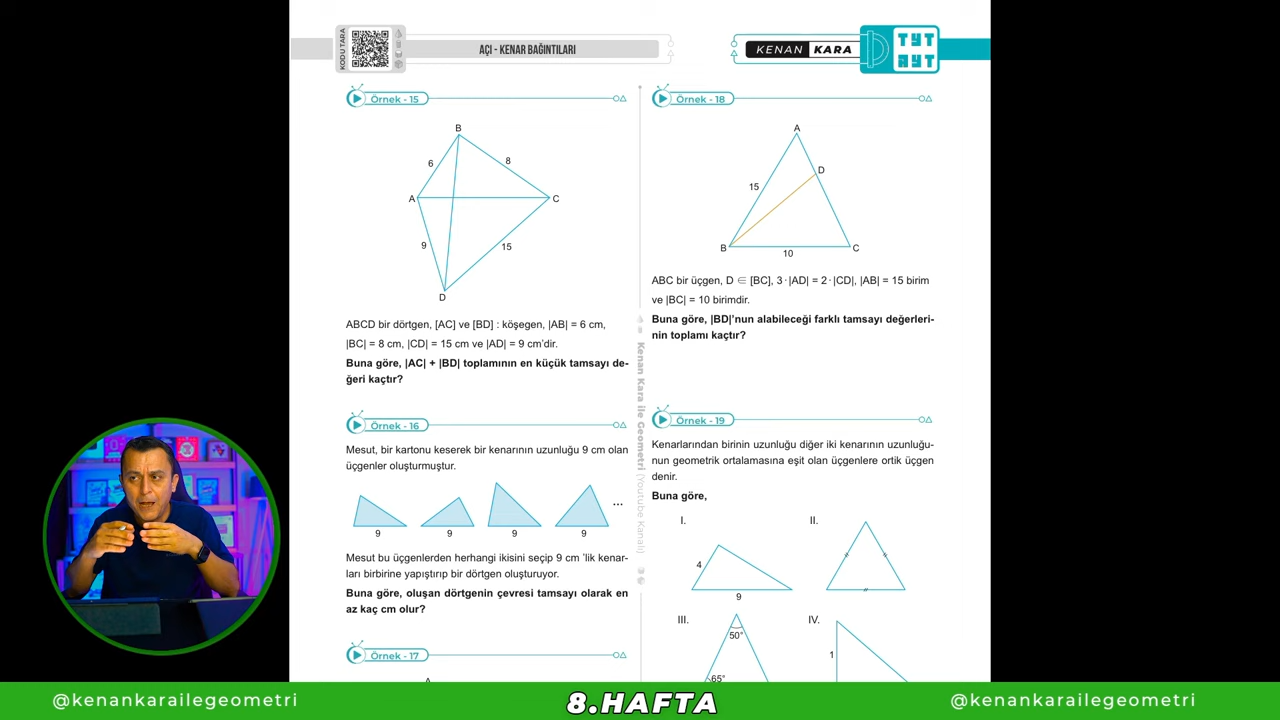 KODU TARA
AÇI - KENAR BAĞINTILARI
KENAN KARA
TYT
AYT
Örnek - 15
B
6
8
A
C
9
15
D
ABCD bir dörtgen, [AC] ve [BD] : köşegen, |AB| = 6 cm,
|BC| = 8 cm, |CD| = 15 cm ve |AD| = 9 cm'dir.
Buna göre, |AC| + |BD| toplamının en küçük tamsayı de-
ğeri kaçtır?
Örnek - 16
Mesut, bir kartonu keserek bir kenarının uzunluğu 9 cm olan
üçgenler oluşturmuştur.
...
9
9
9
9
Mesut bu üçgenlerden herhangi ikisini seçip 9 cm 'lik kenar-
ları birbirine yapıştırıp bir dörtgen oluşturuyor.
Buna göre, oluşan dörtgenin çevresi tamsayı olarak en
az kaç cm olur?
Örnek - 17
A
Kenan Kara ile Geometri (Youtube Kanalı)
Örnek - 18
A
D
15
B
C
10
ABC bir üçgen, D ∈ [BC], 3·|AD| = 2·|CD|, |AB| = 15 birim
ve |BC| = 10 birimdir.
Buna göre, |BD|'nun alabileceği farklı tamsayı değerleri-
nin toplamı kaçtır?
Örnek - 19
Kenarlarından birinin uzunluğu diğer iki kenarının uzunluğu-
nun geometrik ortalamasına eşit olan üçgenlere ortik üçgen
denir.
Buna göre,
I.
II.
4
9
III.
IV.
50°
1
65°
@kenankarailegeometri
8.HAFTA
@kenankarailegeometri